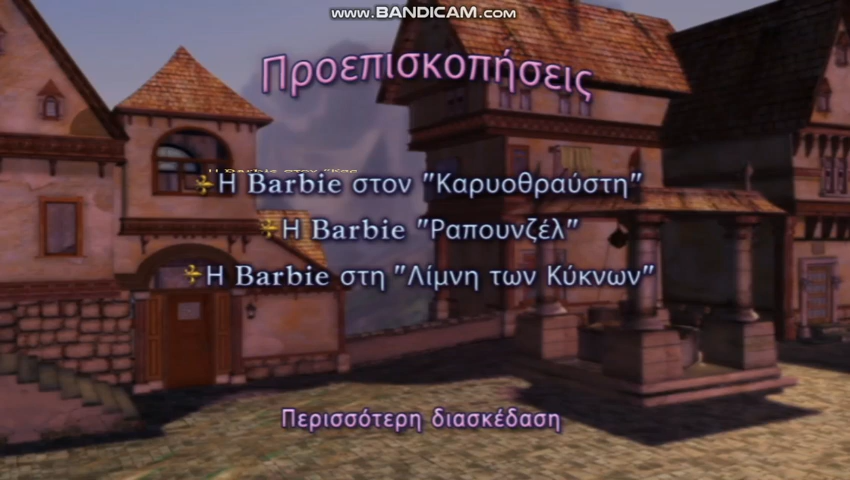 www.BANDICAM.com
Προεπισκοπήσεις
Η Barbie στον "Καρυοθραύστη"
Η Barbie "Ραπουνζέλ"
Η Barbie στη "Λίμνη των Κύκνων"
Περισσότερη διασκέδαση